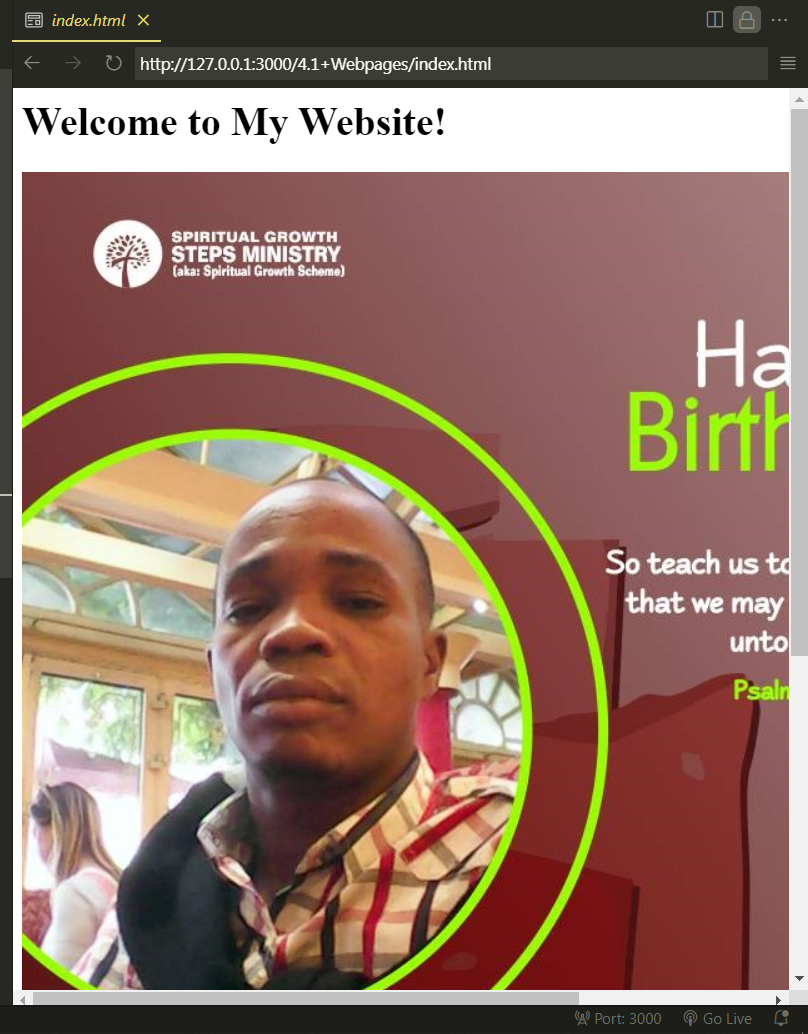 index.html
http://127.0.0.1:3000/4.1+Webpages/index.html
Welcome to My Website!
SPIRITUAL GROWTH
STEPS MINISTRY
(aka: Spiritual Growth Scheme)
Ha
Birth
So teach us to
that we may
unto
Psalm
Port: 3000
Go Live